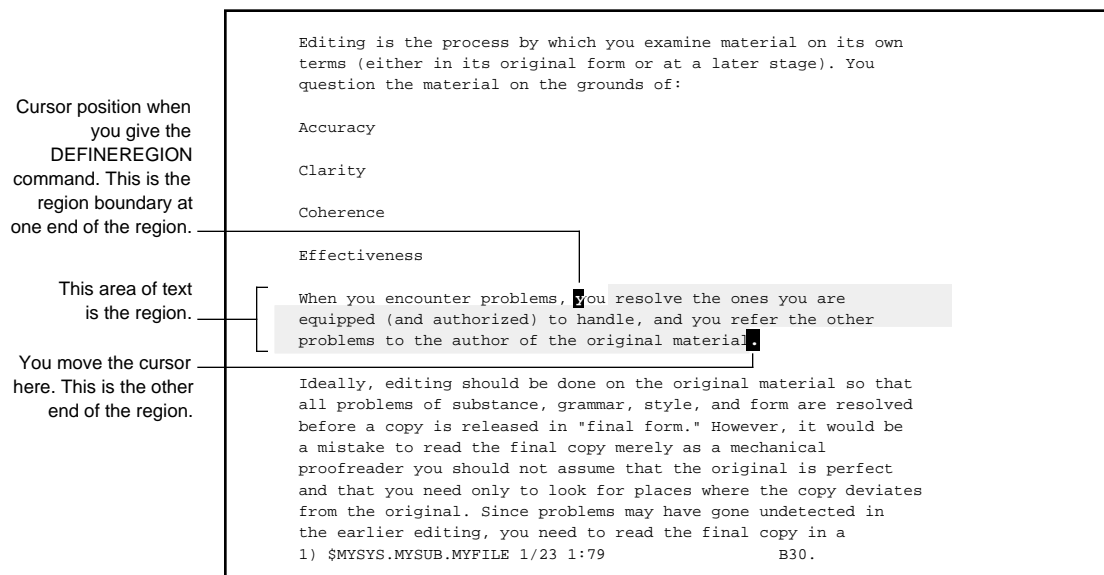 Cursor position when
you give the
DEFINEREGION
command. This is the
region boundary at
one end of the region.
This area of text
is the region.
You move the cursor
here. This is the other
end of the region.
Editing is the process by which you examine material on its own
terms (either in its original form or at a later stage). You
question the material on the grounds of:
Accuracy
Clarity
Coherence
Effectiveness
When you encounter problems, you resolve the ones you are
equipped (and authorized) to handle, and you refer the other
problems to the author of the original material.
Ideally, editing should be done on the original material so that
all problems of substance, grammar, style, and form are resolved
before a copy is released in "final form." However, it would be
a mistake to read the final copy merely as a mechanical
proofreader you should not assume that the original is perfect
and that you need only to look for places where the copy deviates
from the original. Since problems may have gone undetected in
the earlier editing, you need to read the final copy in a
1) $MYSYS.MYSUB.MYFILE 1/23 1:79 B30.